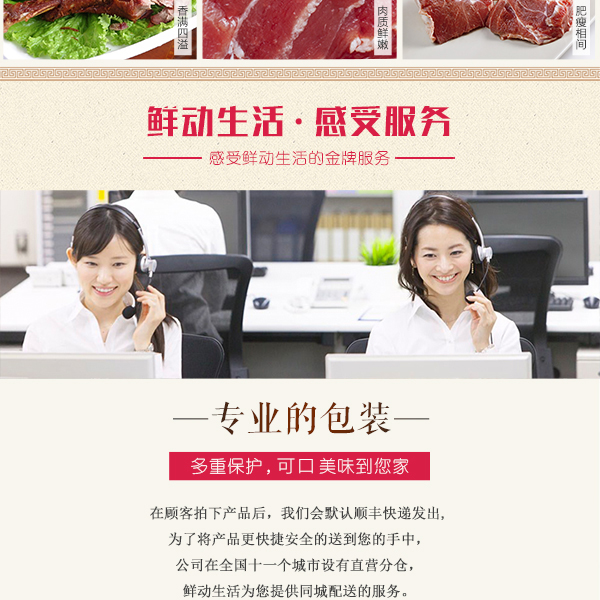 香满四溢
肉质鲜嫩
肥瘦相间
鲜动生活·感受服务
感受鲜动生活的金牌服务
专业的包装
多重保护,可口美味到您家
在顾客拍下产品后，我们会默认顺丰快递发出,
为了将产品更快捷安全的送到您的手中，
公司在全国十一个城市设有直营分仓，
鲜动生活为您提供同城配送的服务。